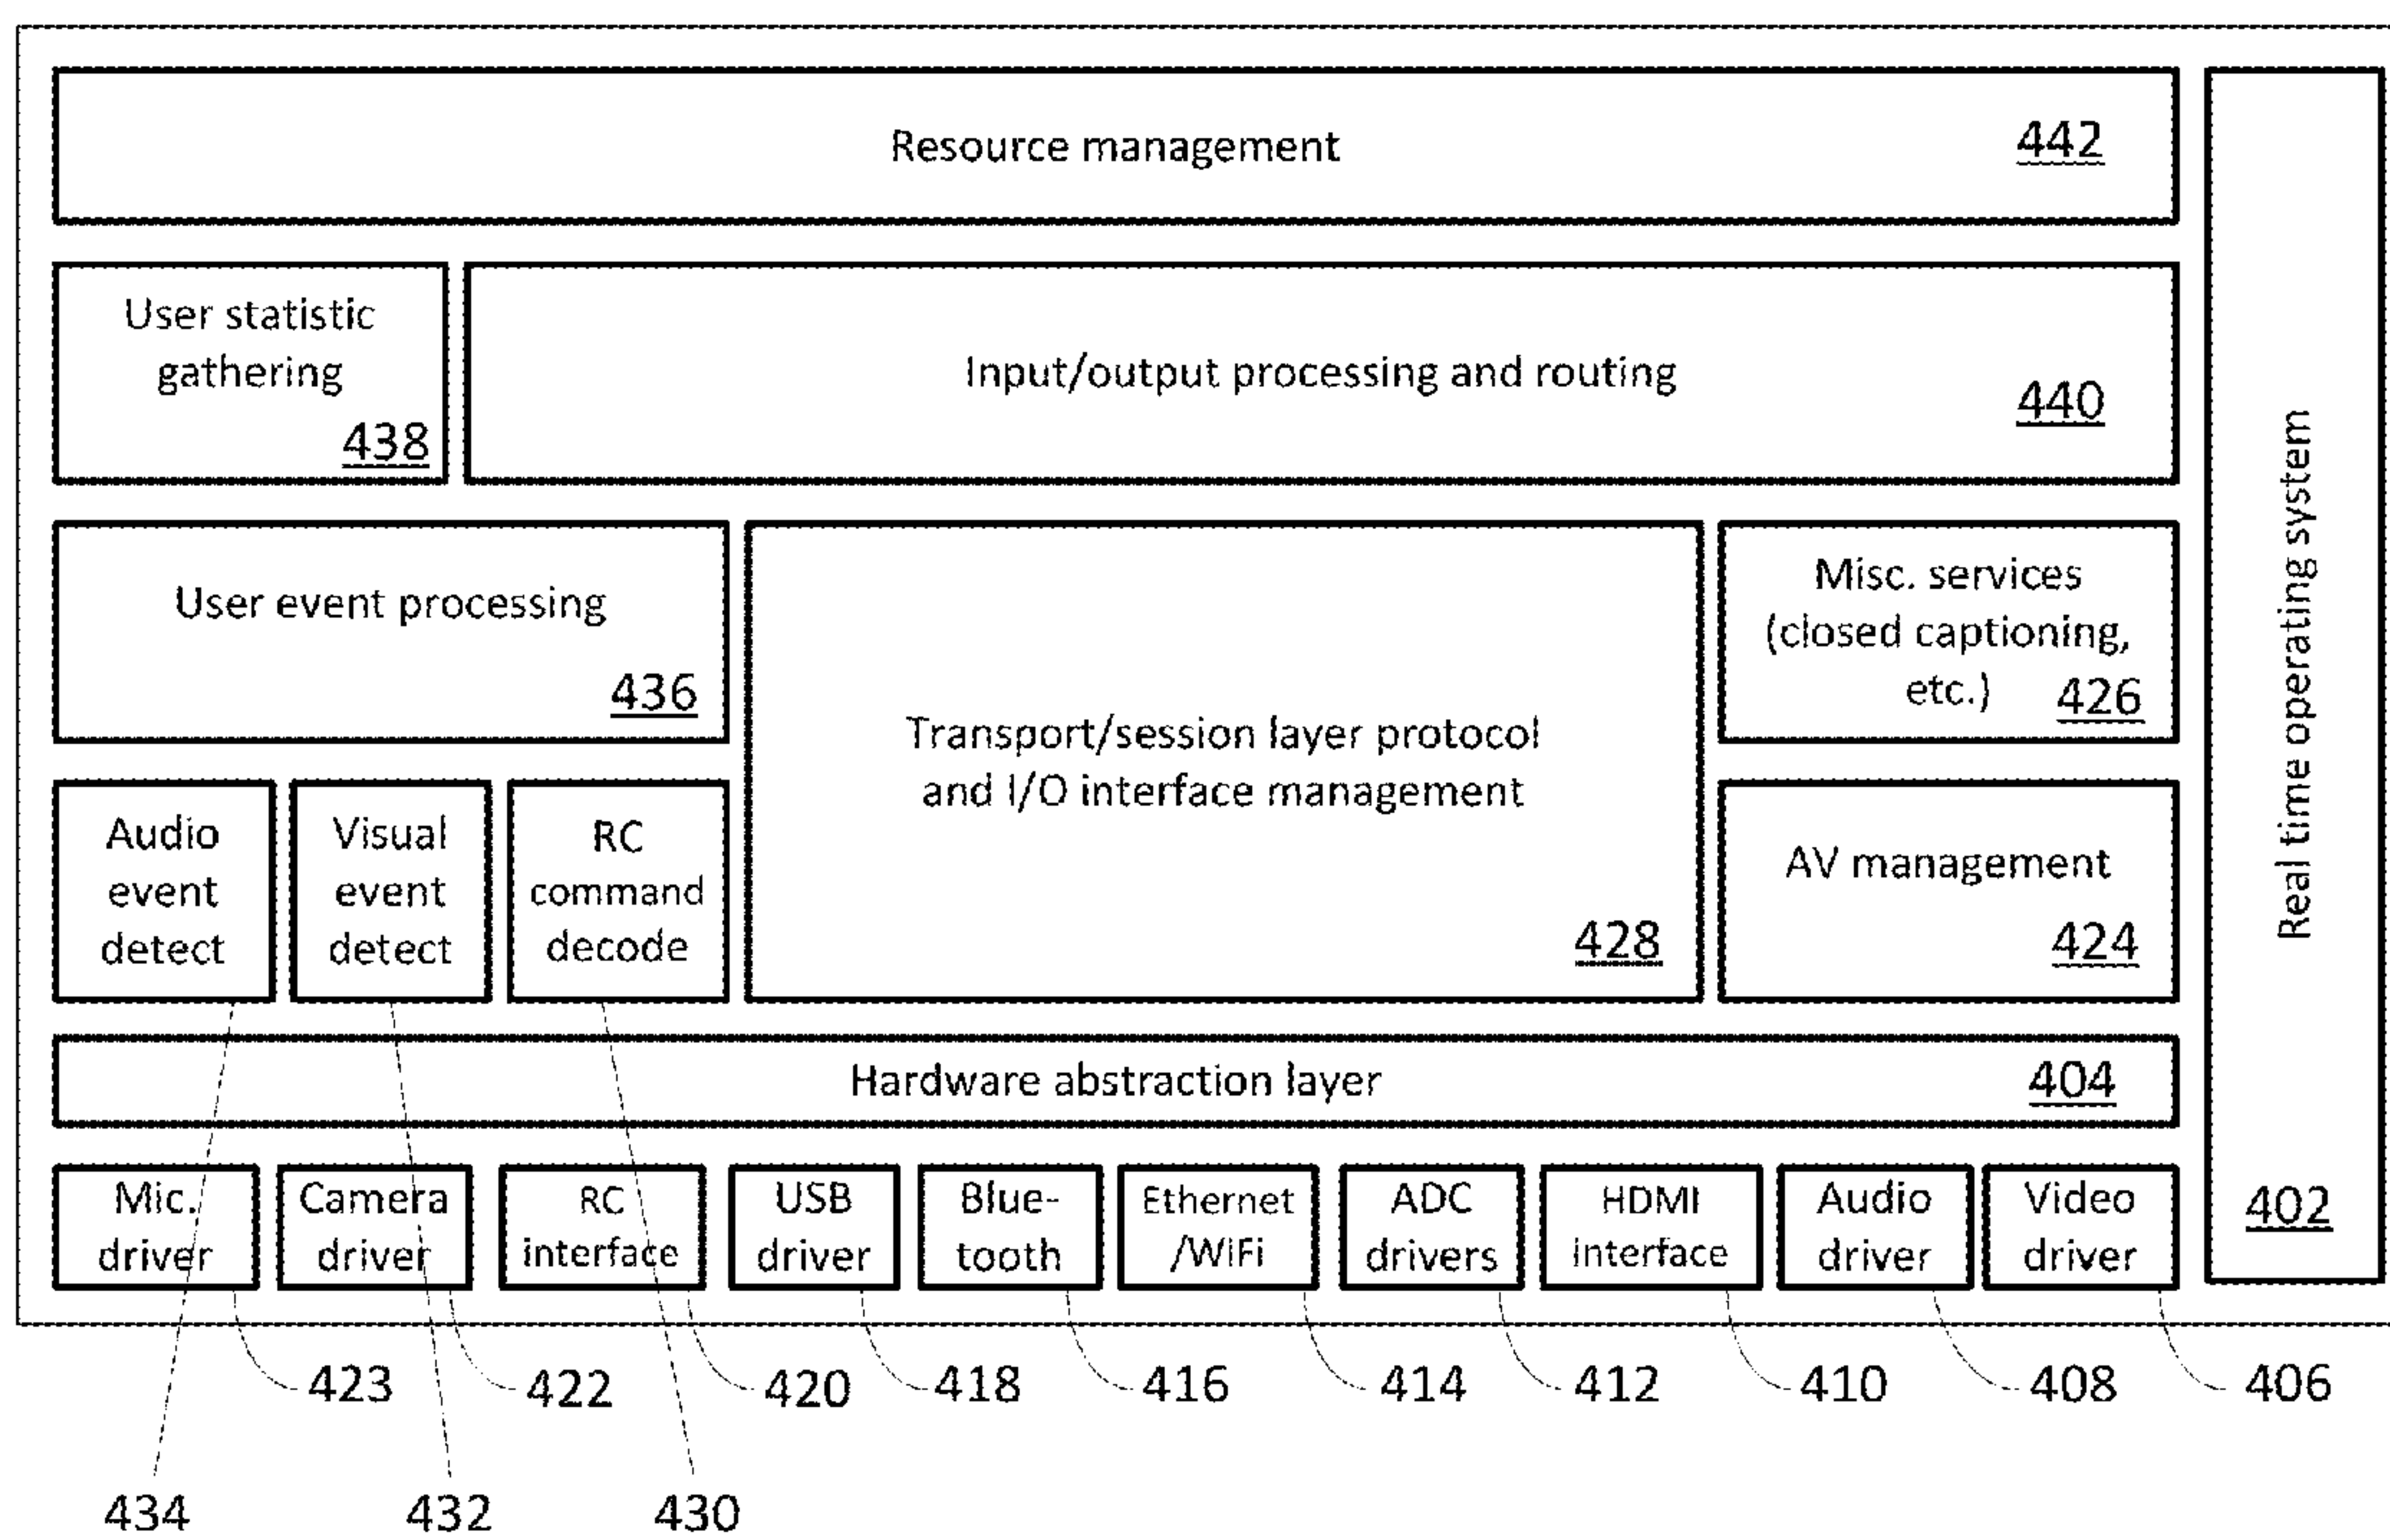 Resource management
442
User statistic
gathering
438
Input/output processing and routing
440
User event processing
436
Transport/session layer protocol
and I/O interface management
428
Misc. services
(closed captioning,
etc.) 426
Audio
event
detect
Visual
event
detect
RC
command
decode
AV management
424
Hardware abstraction layer
404
Mic.
driver
Camera
driver
RC
interface
USB
driver
Blue-
tooth
Ethernet
/WiFi
ADC
drivers
HDMI
interface
Audio
driver
Video
driver
Real time operating system
402
423
422
420
418
416
414
412
410
408
406
434
432
430